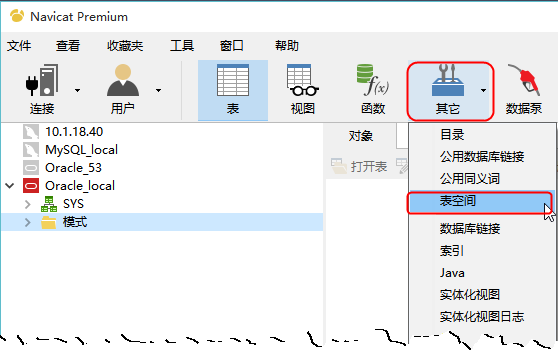 Navicat Premium
文件 查看 收藏夹 工具 窗口 帮助
连接 用户 表 视图 f(x) 函数 其它 数据泵
10.1.18.40
MySQL_local
Oracle_53
Oracle_local
SYS
模式
对象
打开表
目录
公用数据库链接
公用同义词
表空间
数据库链接
索引
Java
实体化视图
实体化视图日志